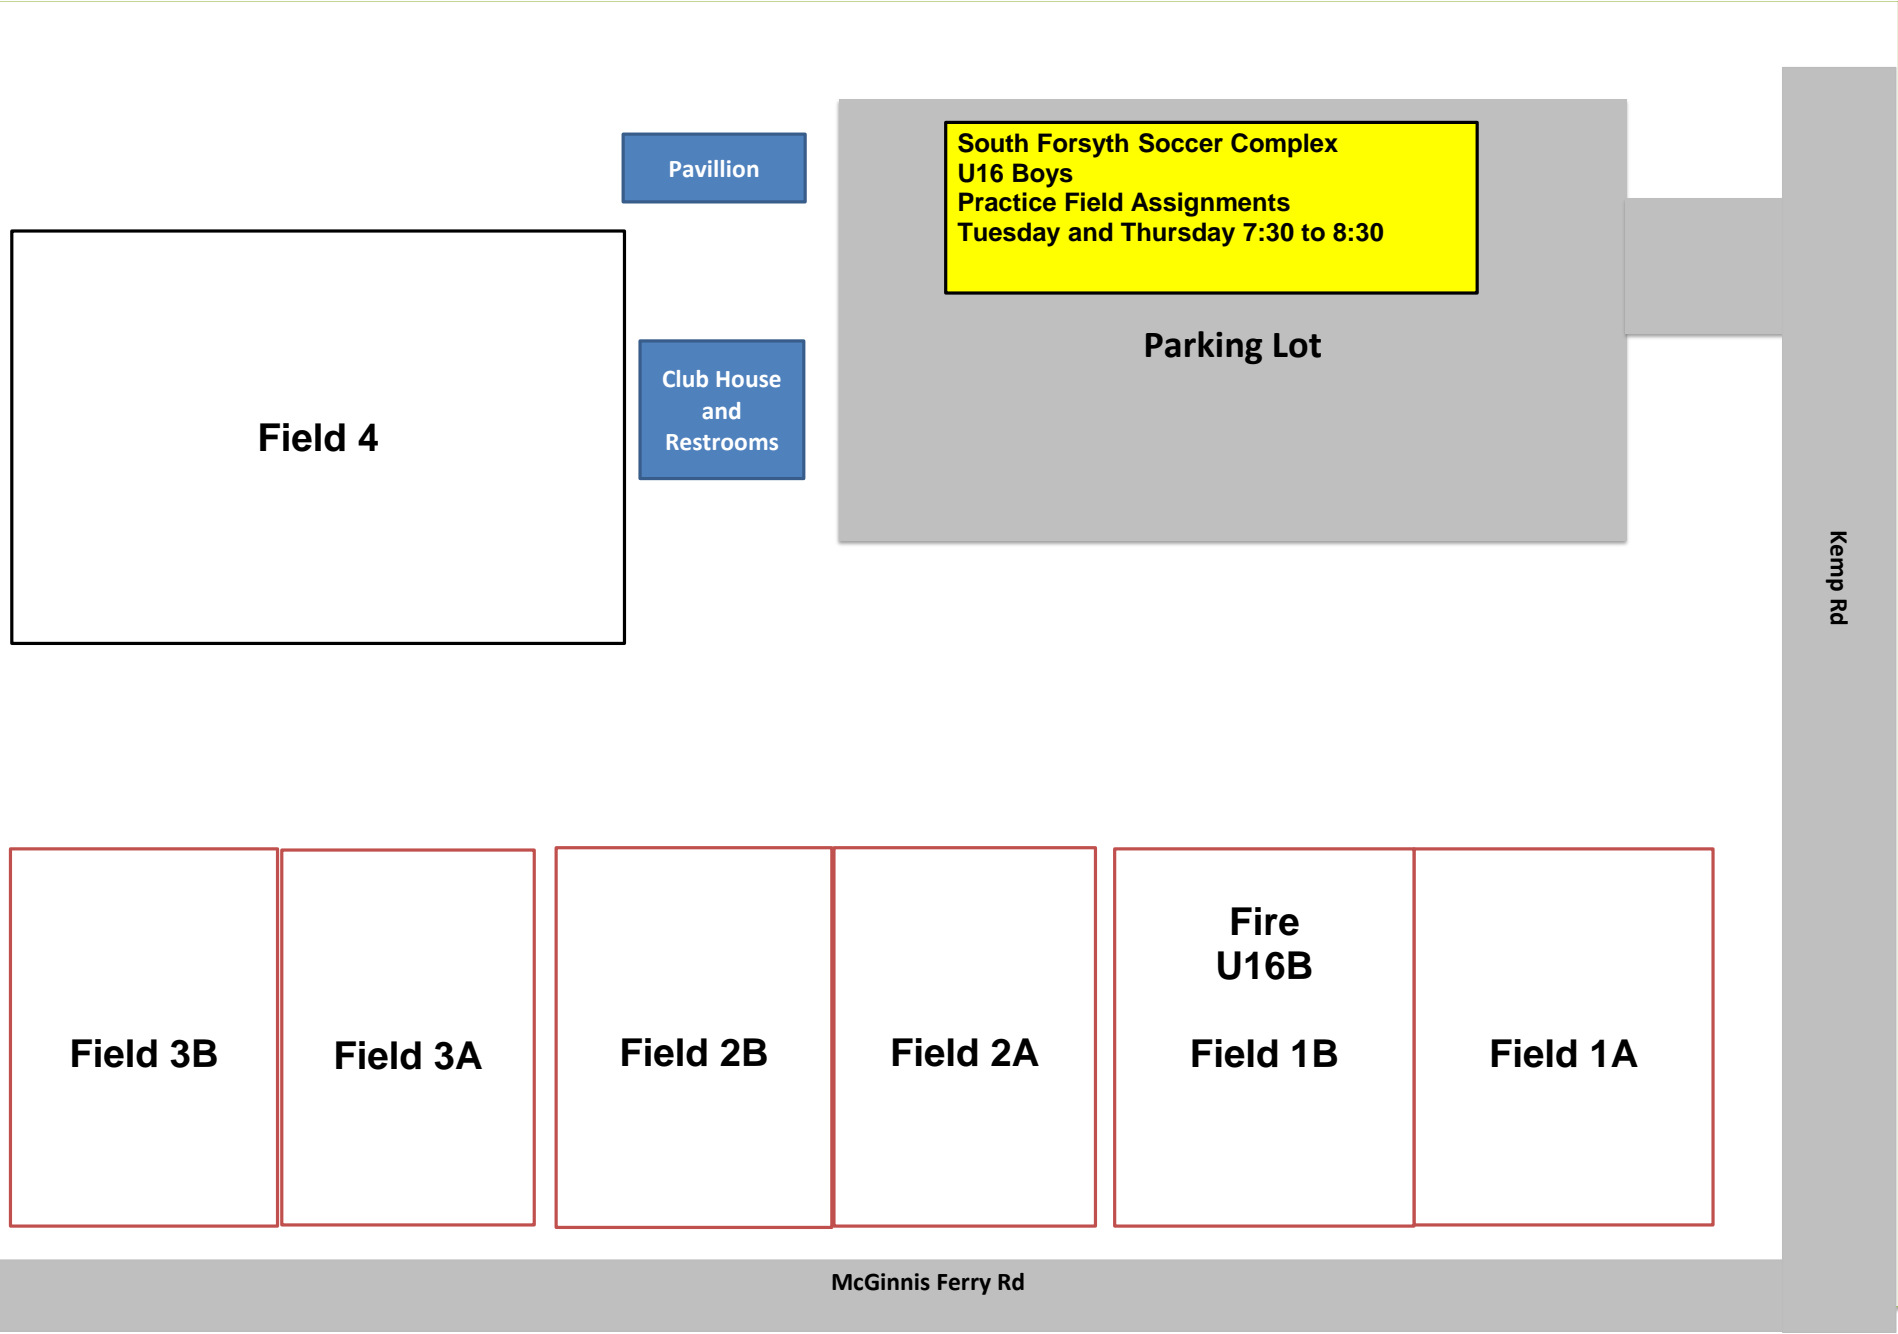 Pavillion
South Forsyth Soccer Complex
U16 Boys
Practice Field Assignments
Tuesday and Thursday 7:30 to 8:30
Parking Lot
Club House
and
Restrooms
Field 4
Kemp Rd
Fire
U16B
Field 3B
Field 3A
Field 2B
Field 2A
Field 1B
Field 1A
McGinnis Ferry Rd